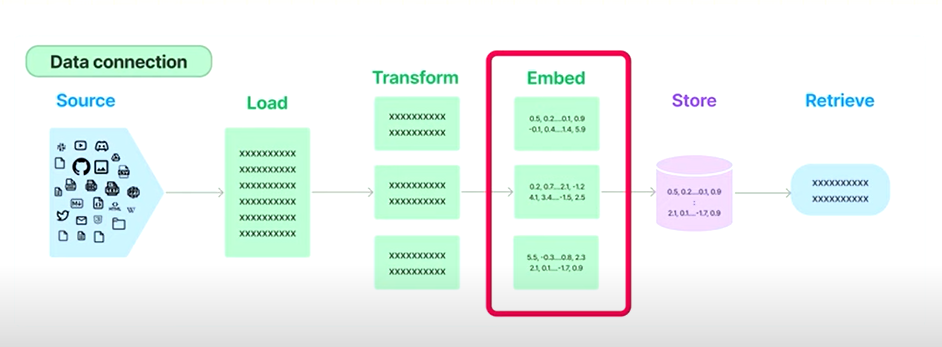 Data connection
Source
Load
Transform
Embed
Store
Retrieve
XXXXXXXXXX
XXXXXXXXXX
XXXXXXXXXX
XXXXXXXXXX
XXXXXXXXXX
XXXXXXXXXX
XXXXXXXXXX
XXXXXXXXXX
XXXXXXXXXX
XXXXXXXXXX
XXXXXXXXXX
XXXXXXXXXX
0.5, 0.2....0.1, 0.9
-0.1, 0.4....1.4, 5.9
0.2, 0.7....2.1, -1.2
4.1, 3.4....-1.5, 2.5
5.5, -0.3....0.8, 2.3
2.1, 0.1....-1.7, 0.9
0.5, 0.2....0.1, 0.9
:
2.1, 0.1....-1.7, 0.9
XXXXXXXXXX
XXXXXXXXXX